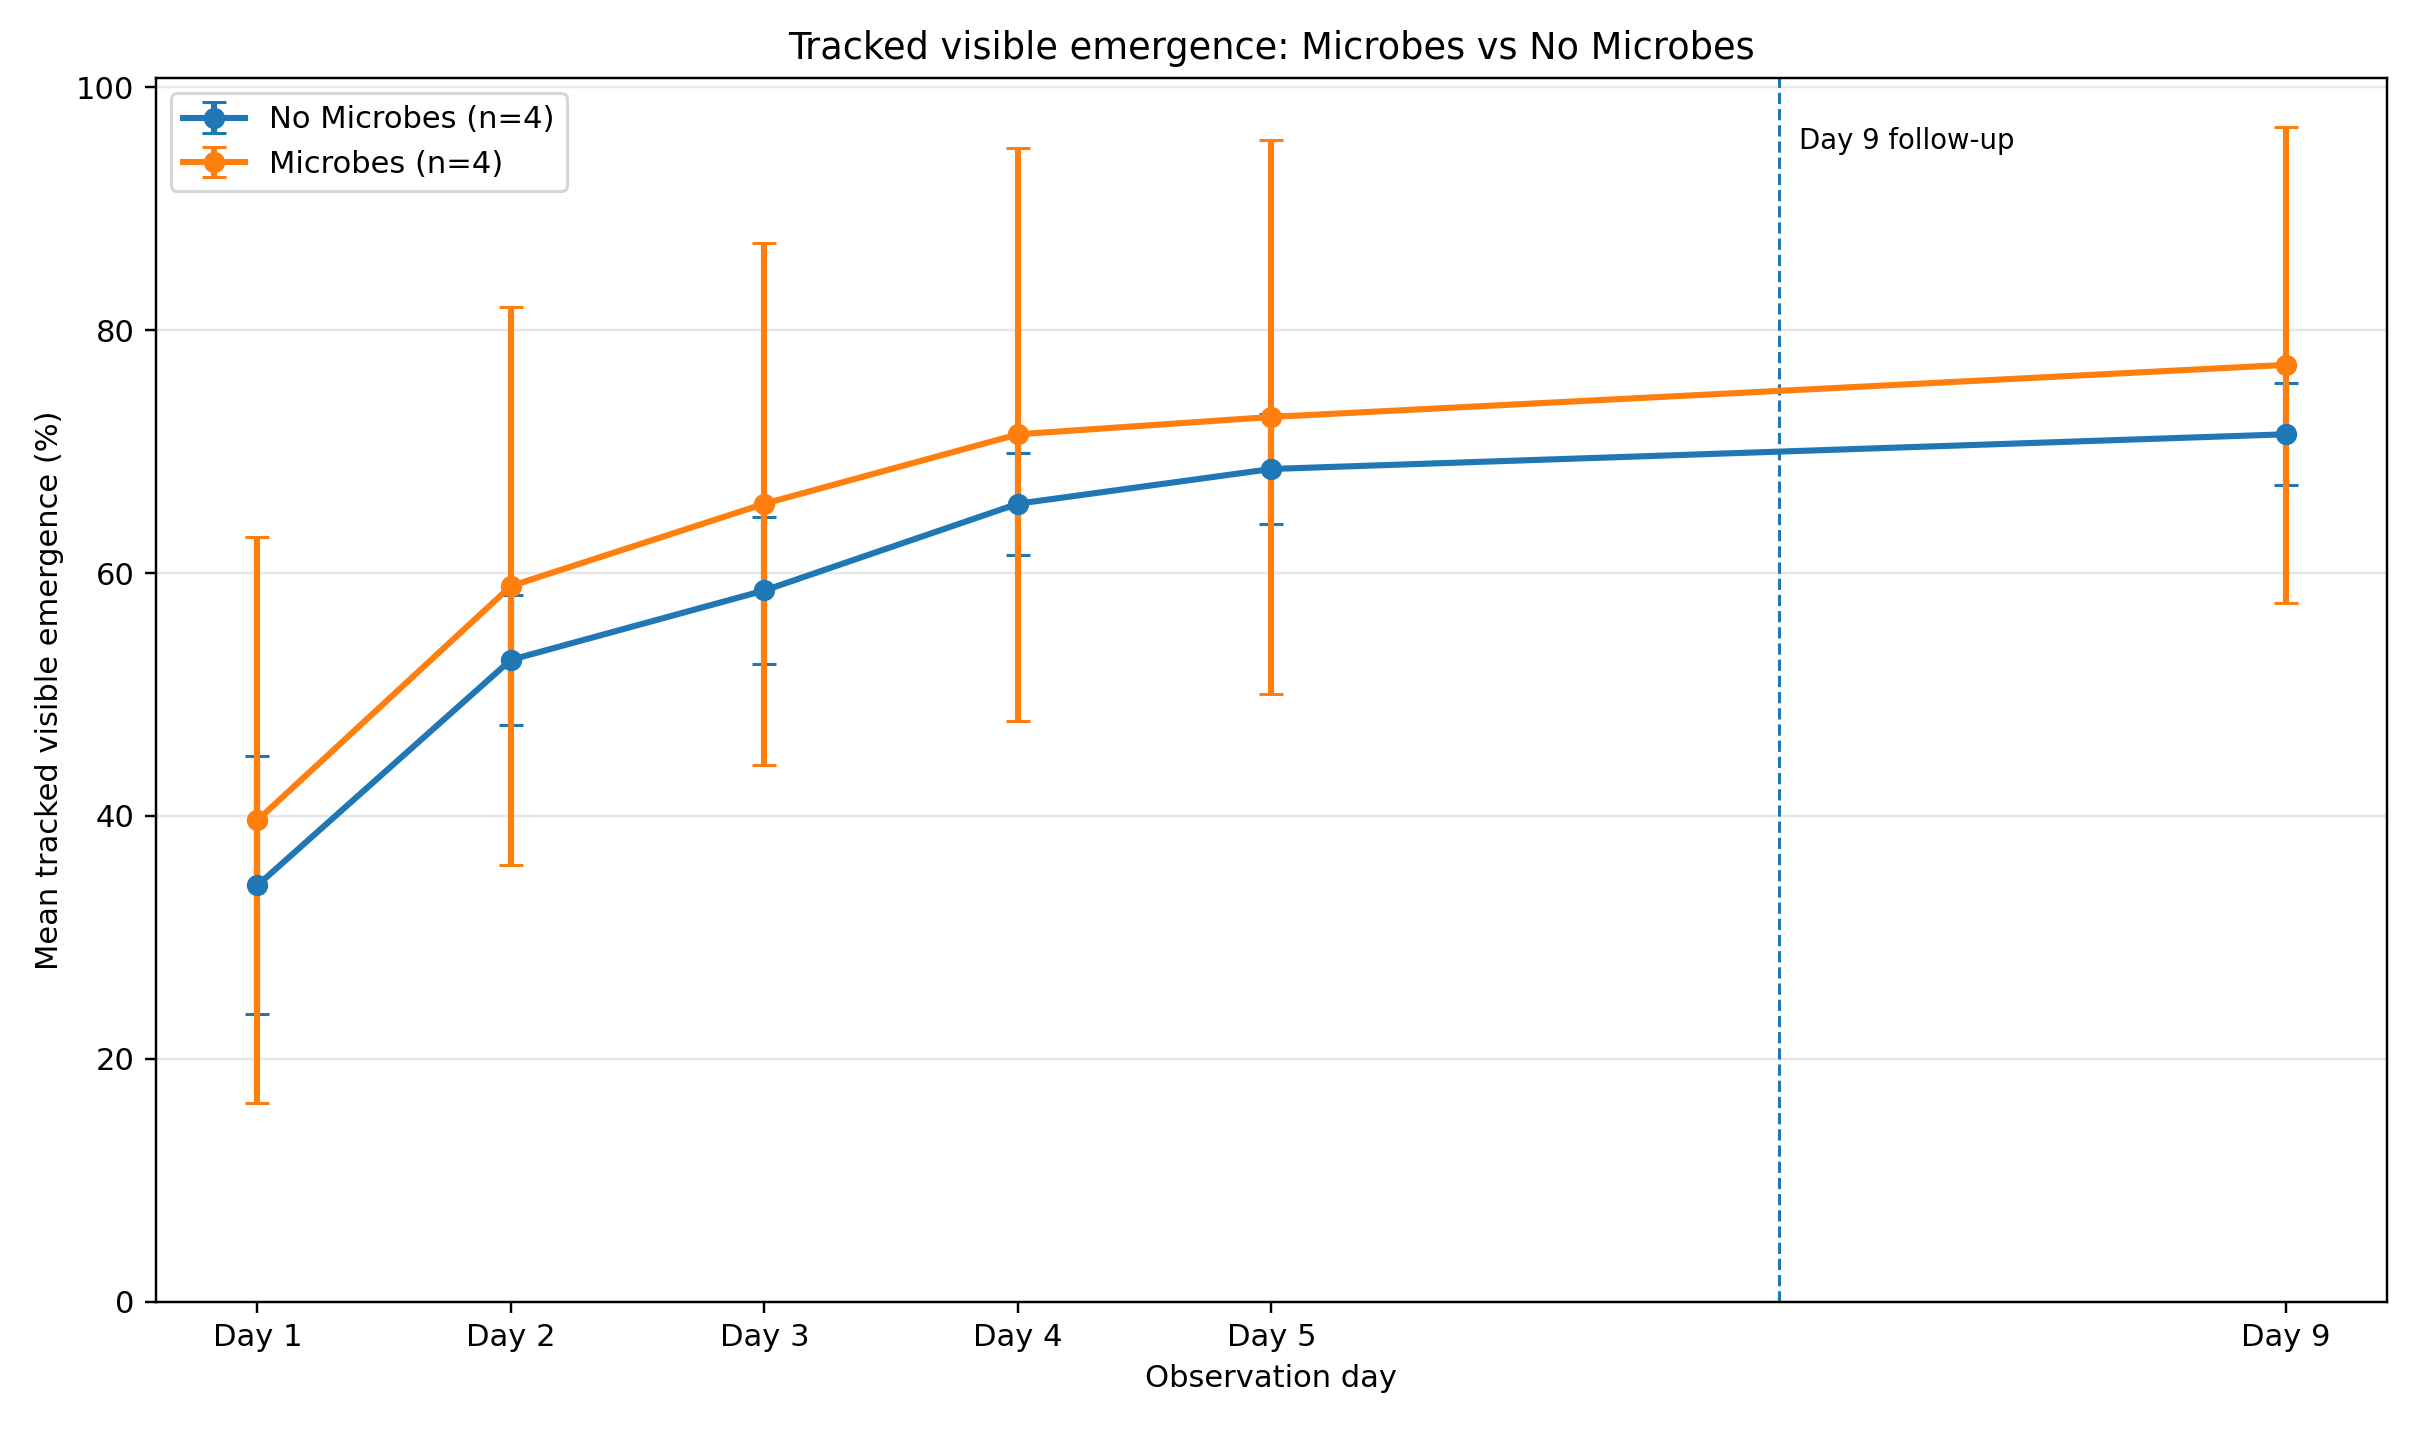 Tracked visible emergence: Microbes vs No Microbes
100
80
60
40
20
0
Mean tracked visible emergence (%)
No Microbes (n=4)
Microbes (n=4)
Day 9 follow-up
Day 1
Day 2
Day 3
Day 4
Day 5
Day 9
Observation day